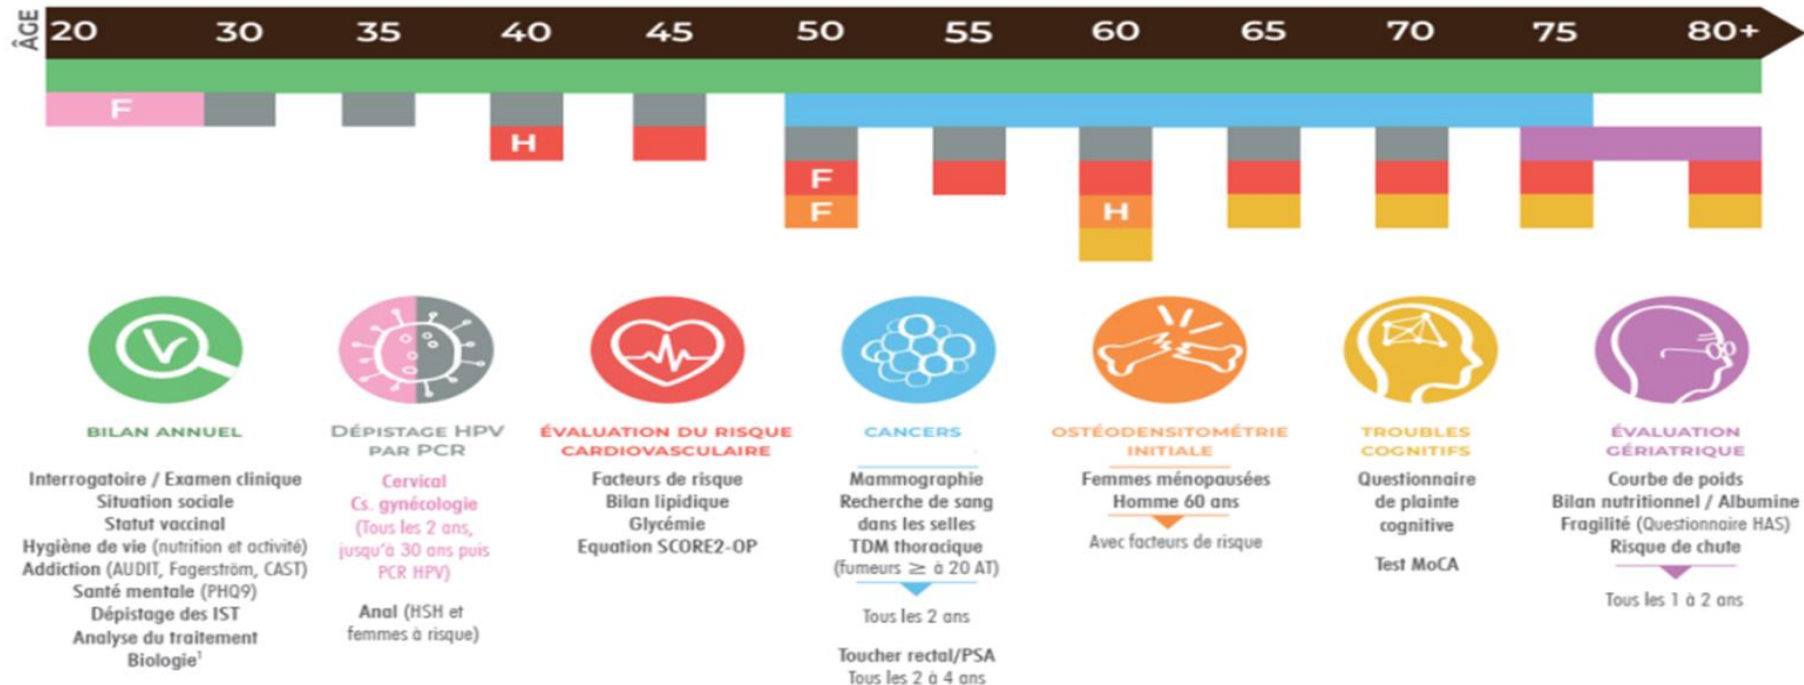 ÂGE
20 30 35 40 45 50 55 60 65 70 75 80+
F
H
F
F H
BILAN ANNUEL
Interrogatoire / Examen clinique
Situation sociale
Statut vaccinal
Hygiène de vie (nutrition et activité)
Addiction (AUDIT, Fagerström, CAST)
Santé mentale (PHQ9)
Dépistage des IST
Analyse du traitement
Biologie¹
DÉPISTAGE HPV
PAR PCR
Cervical
Cs. gynécologie
(Tous les 2 ans,
jusqu'à 30 ans puis
PCR HPV)
Anal (HSH et
femmes à risque)
ÉVALUATION DU RISQUE
CARDIOVASCULAIRE
Facteurs de risque
Bilan lipidique
Glycémie
Equation SCORE2-OP
CANCERS
Mammographie
Recherche de sang
dans les selles
TDM thoracique
(fumeurs ≥ à 20 AT)
Tous les 2 ans
Toucher rectal/PSA
Tous les 2 à 4 ans
OSTÉODENSITOMÉTRIE
INITIALE
Femmes ménopausées
Homme 60 ans
Avec facteurs de risque
TROUBLES
COGNITIFS
Questionnaire
de plainte
cognitive
Test MoCA
ÉVALUATION
GÉRIATRIQUE
Courbe de poids
Bilan nutritionnel / Albumine
Fragilité (Questionnaire HAS)
Risque de chute
Tous les 1 à 2 ans